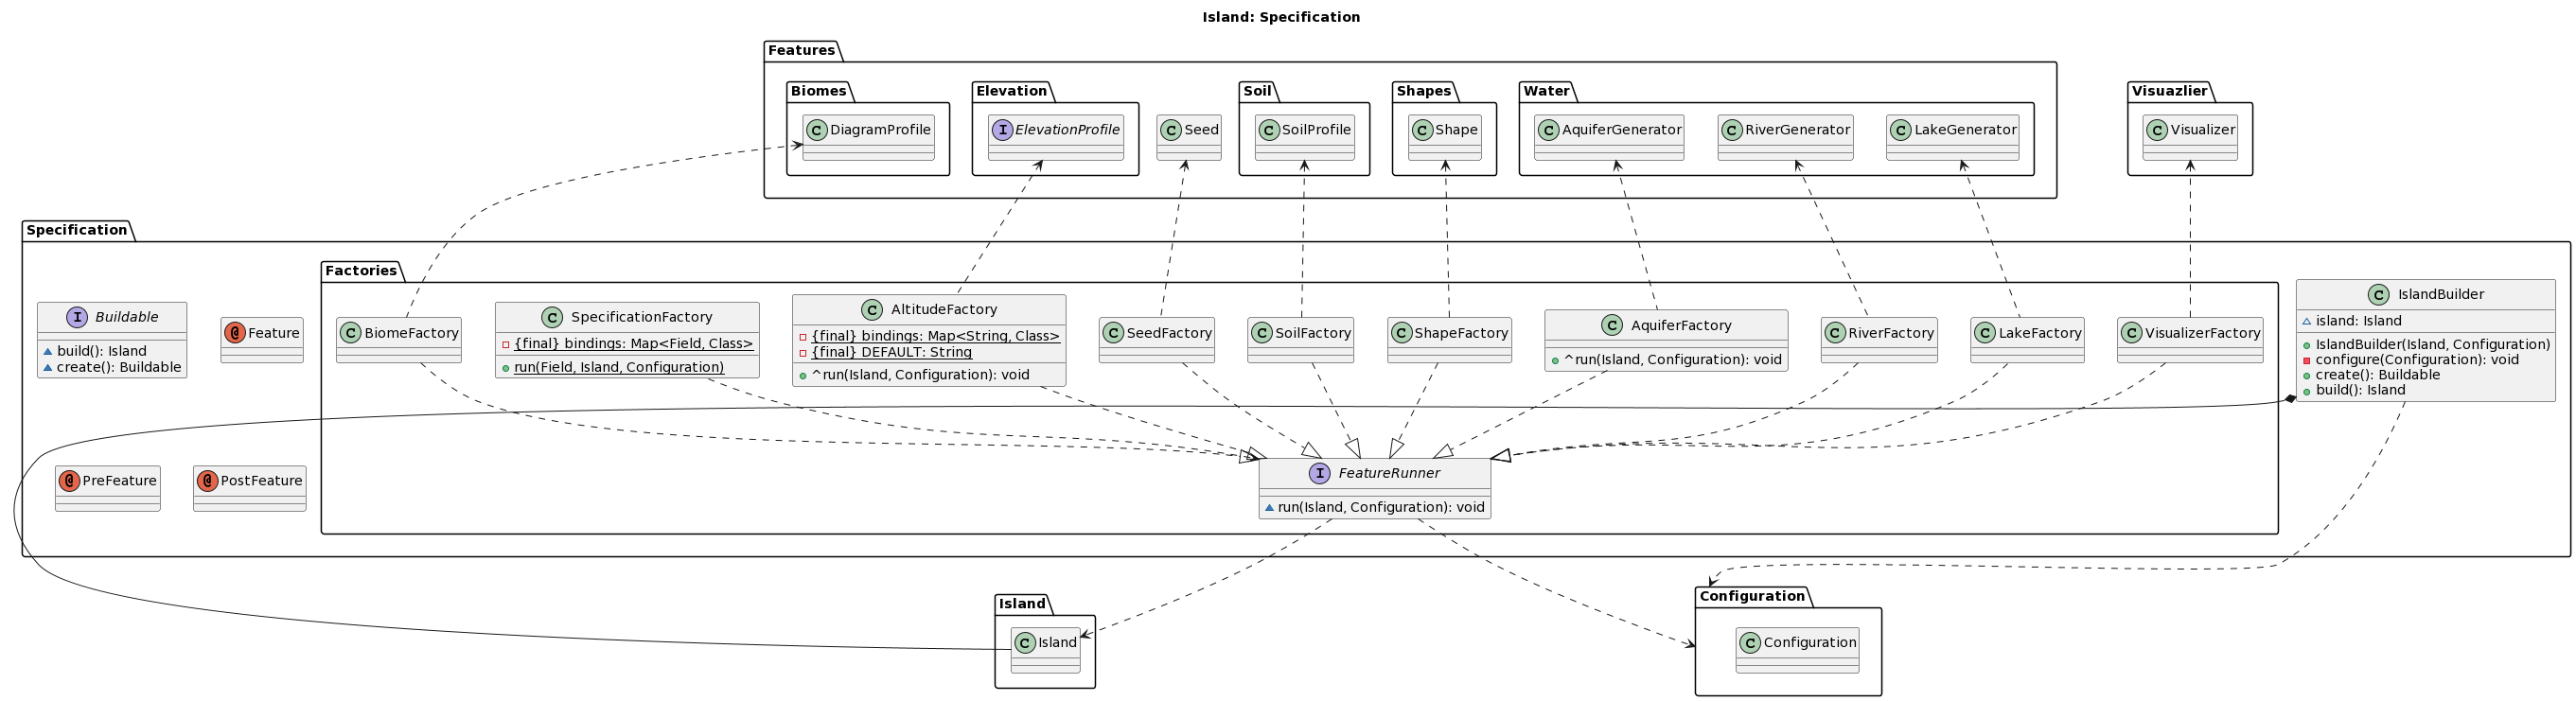 Island: Specification
Features
Biomes
Elevation
Soil
Shapes
Water
Visuazlier
C DiagramProfile
I ElevationProfile
C Seed
C SoilProfile
C Shape
C AquiferGenerator
C RiverGenerator
C LakeGenerator
C Visualizer
Specification
Factories
I Buildable
build(): Island
create(): Buildable
@ Feature
C BiomeFactory
C SpecificationFactory
{final} bindings: Map<Field, Class>
run(Field, Island, Configuration)
C AltitudeFactory
{final} bindings: Map<String, Class>
{final} DEFAULT: String
^run(Island, Configuration): void
C SeedFactory
C SoilFactory
C ShapeFactory
C AquiferFactory
^run(Island, Configuration): void
C RiverFactory
C LakeFactory
C VisualizerFactory
C IslandBuilder
island: Island
IslandBuilder(Island, Configuration)
configure(Configuration): void
create(): Buildable
build(): Island
@ PreFeature
@ PostFeature
I FeatureRunner
run(Island, Configuration): void
Island
C Island
Configuration
C Configuration